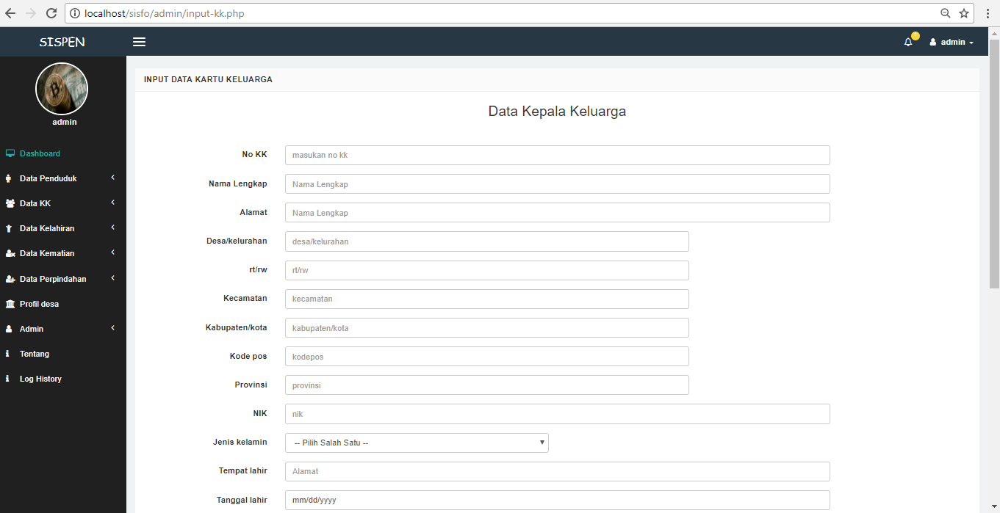 localhost/sisfo/admin/input-kk.php
SISPEN
admin
admin
Dashboard
Data Penduduk
Data KK
Data Kelahiran
Data Kematian
Data Perpindahan
Profil desa
Admin
Tentang
Log History
INPUT DATA KARTU KELUARGA
Data Kepala Keluarga
No KK masukan no kk
Nama Lengkap Nama Lengkap
Alamat Nama Lengkap
Desa/kelurahan desa/kelurahan
rt/rw rt/rw
Kecamatan kecamatan
Kabupaten/kota kabupaten/kota
Kode pos kodepos
Provinsi provinsi
NIK nik
Jenis kelamin -- Pilih Salah Satu --
Tempat lahir Alamat
Tanggal lahir mm/dd/yyyy